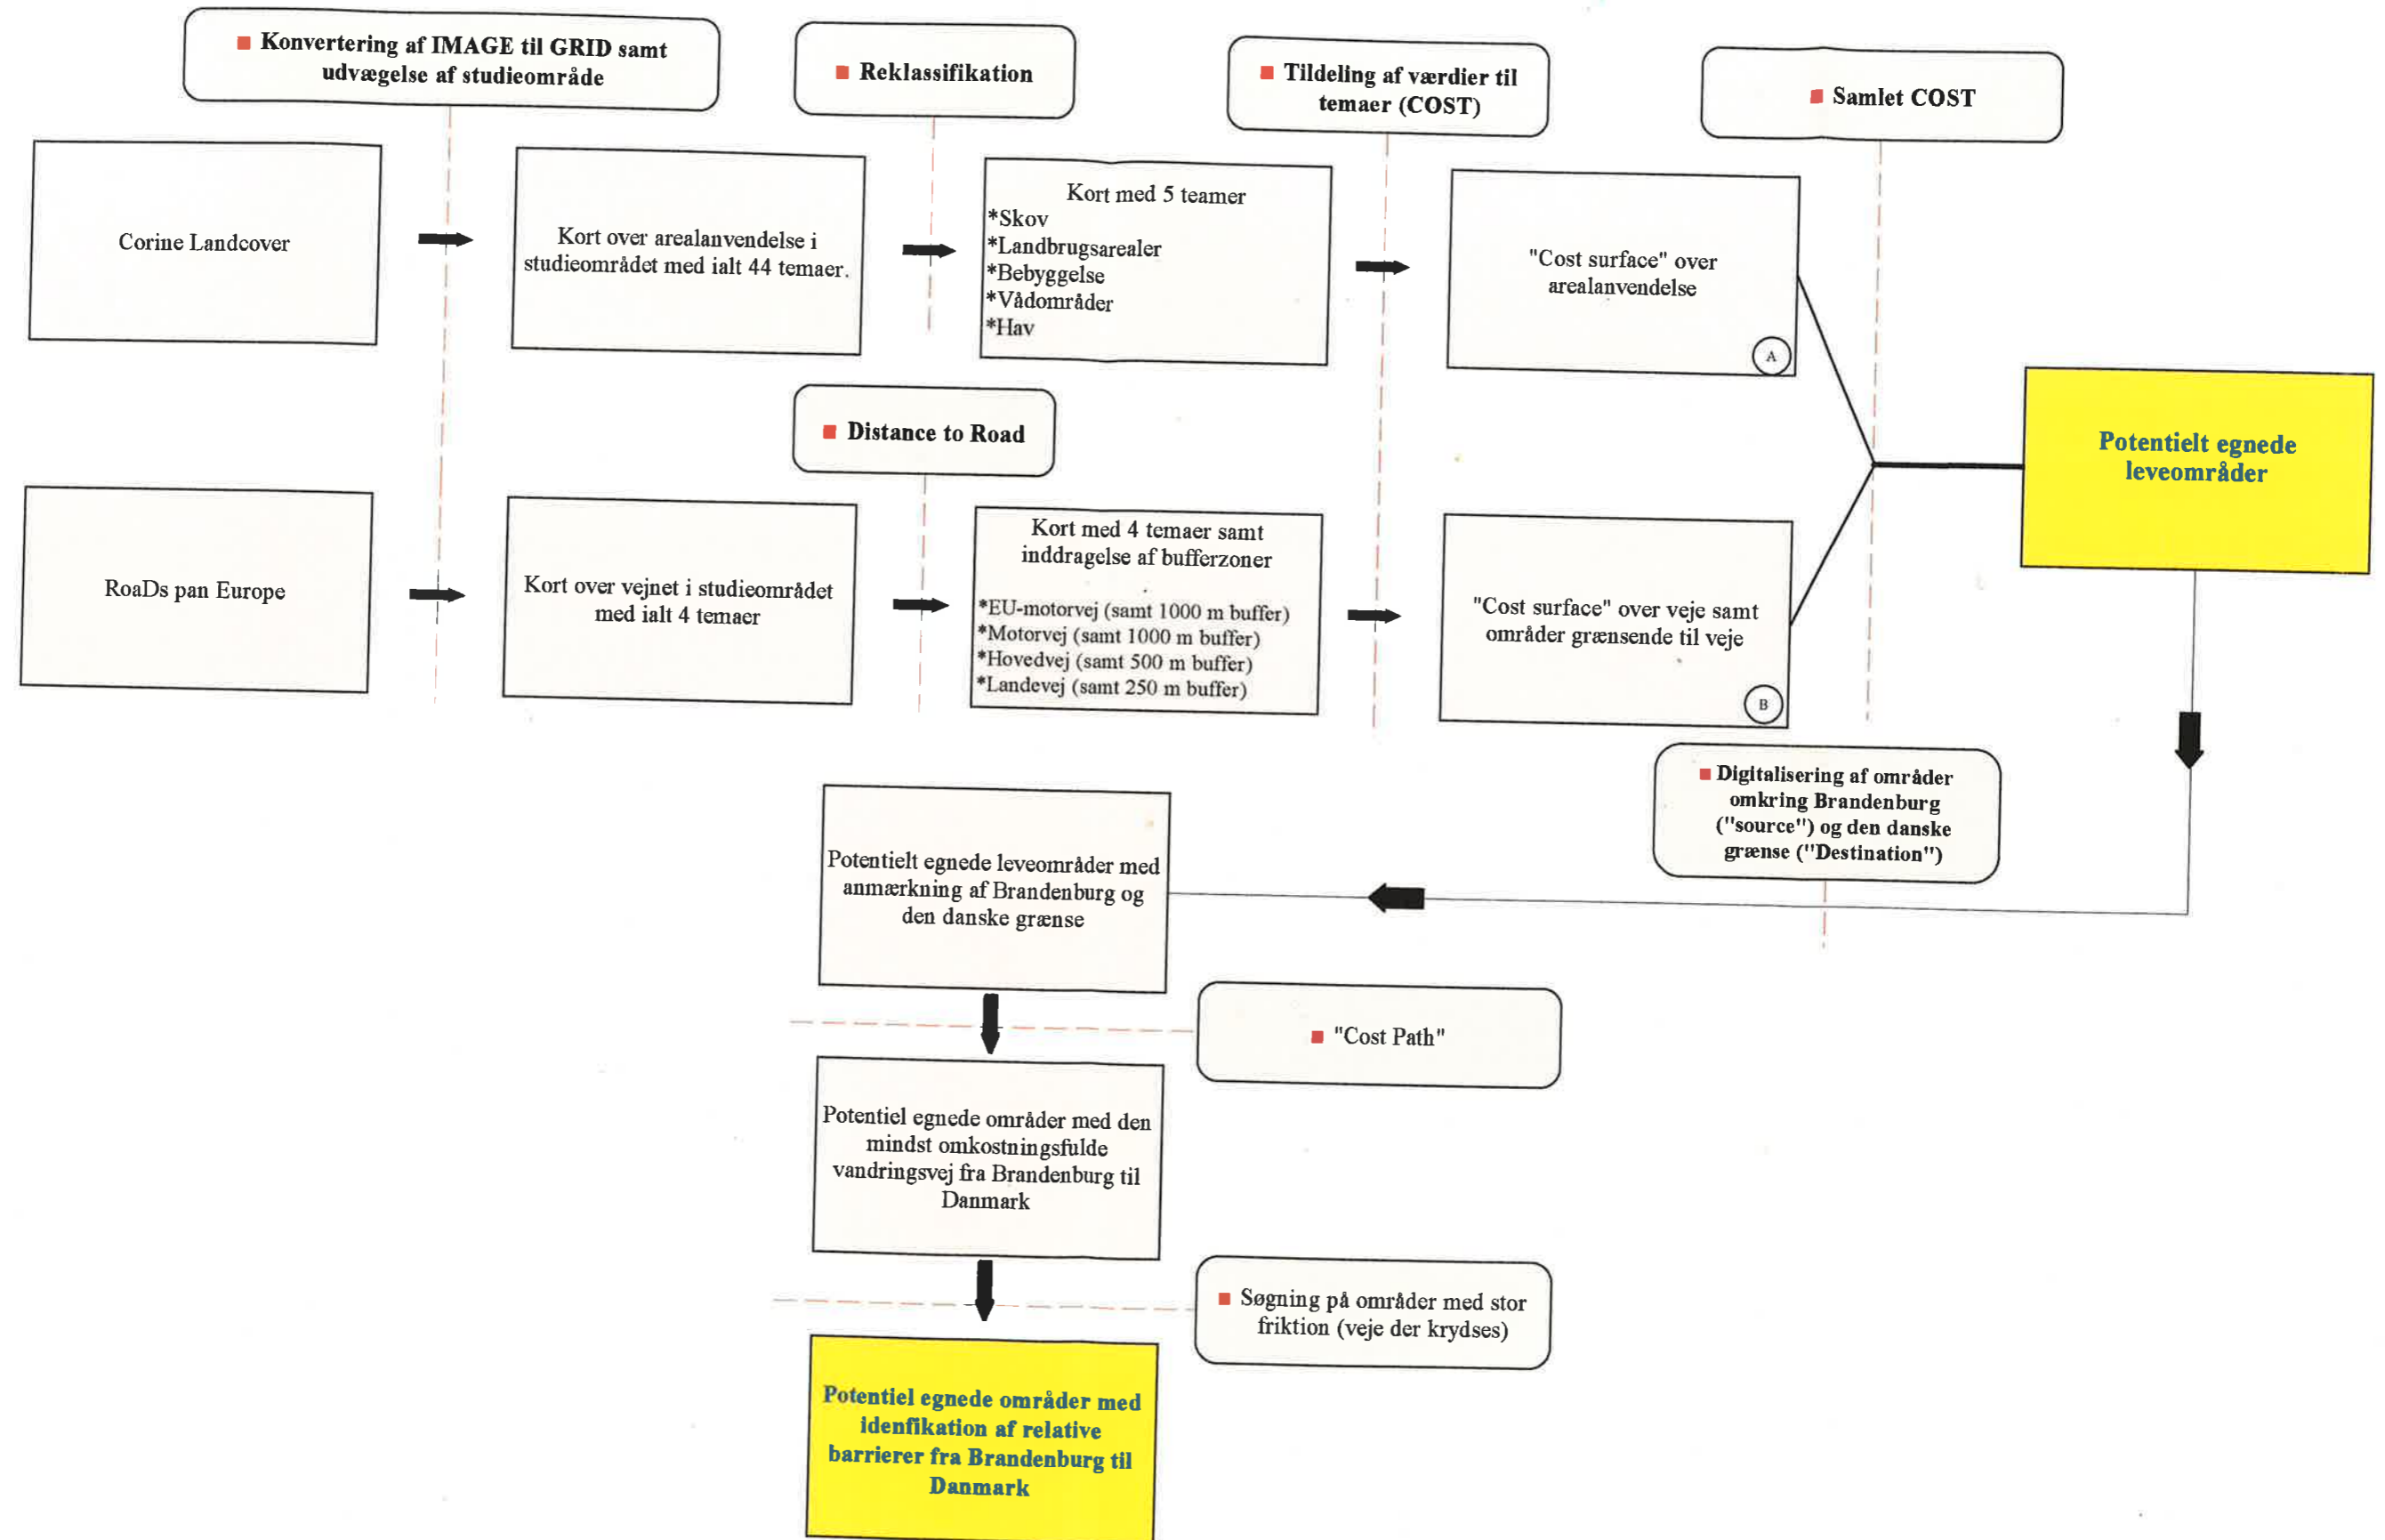 Konvertering af IMAGE til GRID samt
udvægelse af studieområde
Reklassifikation
Tildeling af værdier til
temaer (COST)
Samlet COST
Corine Landcover
Kort over arealanvendelse i
studieområdet med ialt 44 temaer.
Kort med 5 teamer
*Skov
*Landbrugsarealer
*Bebyggelse
*Vådområder
*Hav
"Cost surface" over
arealanvendelse
A
Distance to Road
Potentielt egnede
leveområder
RoaDs pan Europe
Kort over vejnet i studieområdet
med ialt 4 temaer
Kort med 4 temaer samt
inddragelse af bufferzoner
*EU-motorvej (samt 1000 m buffer)
*Motorvej (samt 1000 m buffer)
*Hovedvej (samt 500 m buffer)
*Landevej (samt 250 m buffer)
"Cost surface" over veje samt
områder grænsende til veje
B
Digitalisering af områder
omkring Brandenburg
("source") og den danske
grænse ("Destination")
Potentielt egnede leveområder med
anmærkning af Brandenburg og
den danske grænse
"Cost Path"
Potentiel egnede områder med den
mindst omkostningsfulde
vandringsvej fra Brandenburg til
Danmark
Søgning på områder med stor
friktion (veje der krydses)
Potentiel egnede områder med
idenfikation af relative
barrierer fra Brandenburg til
Danmark